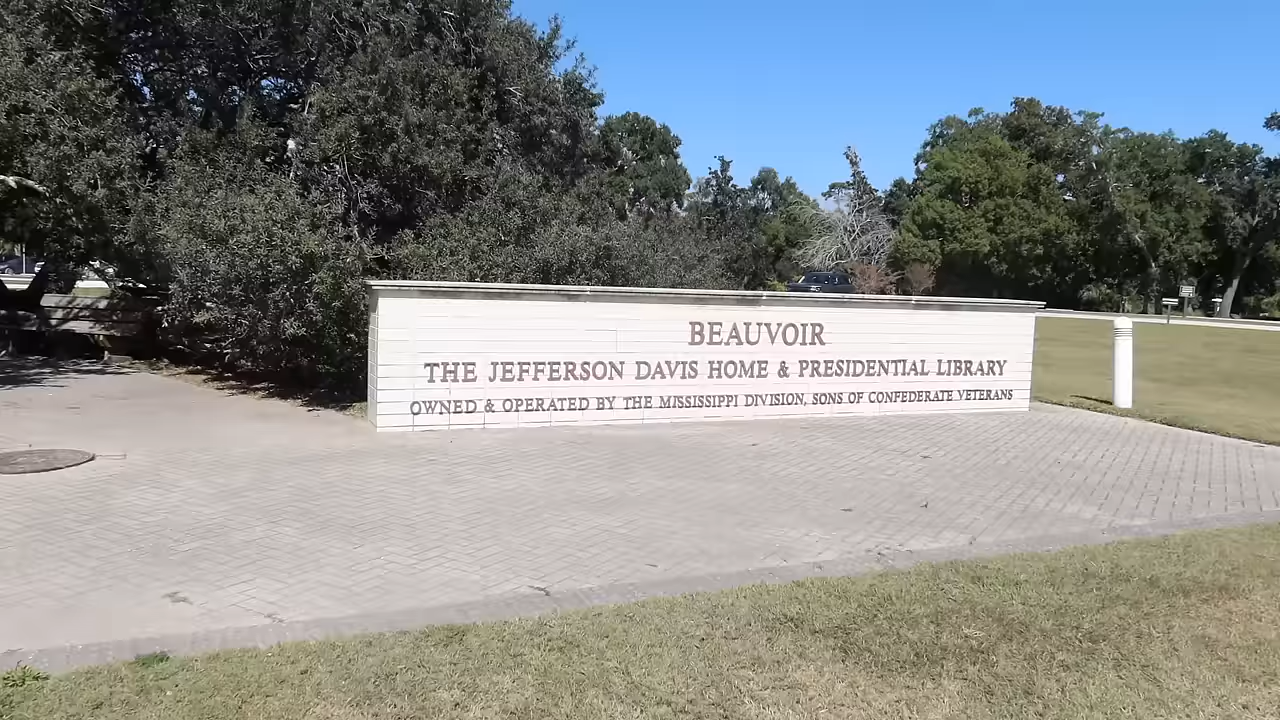 BEAUVOIR
THE JEFFERSON DAVIS HOME & PRESIDENTIAL LIBRARY
OWNED & OPERATED BY THE MISSISSIPPI DIVISION, SONS OF CONFEDERATE VETERANS